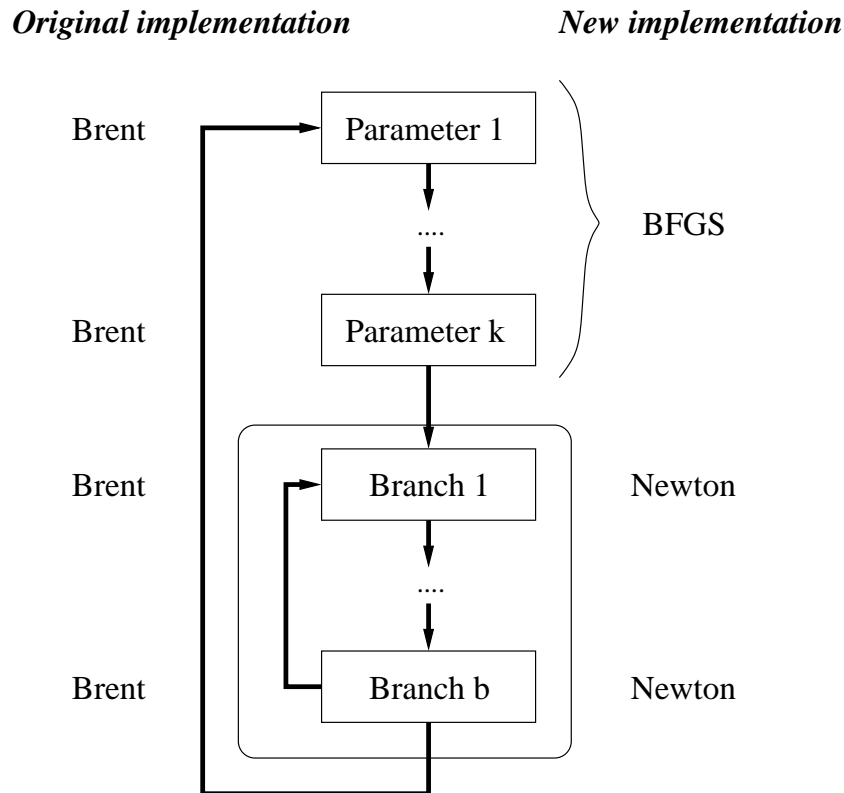 Original implementation New implementation
Brent Parameter 1
....
BFGS
Brent Parameter k
Brent Branch 1 Newton
....
Brent Branch b Newton